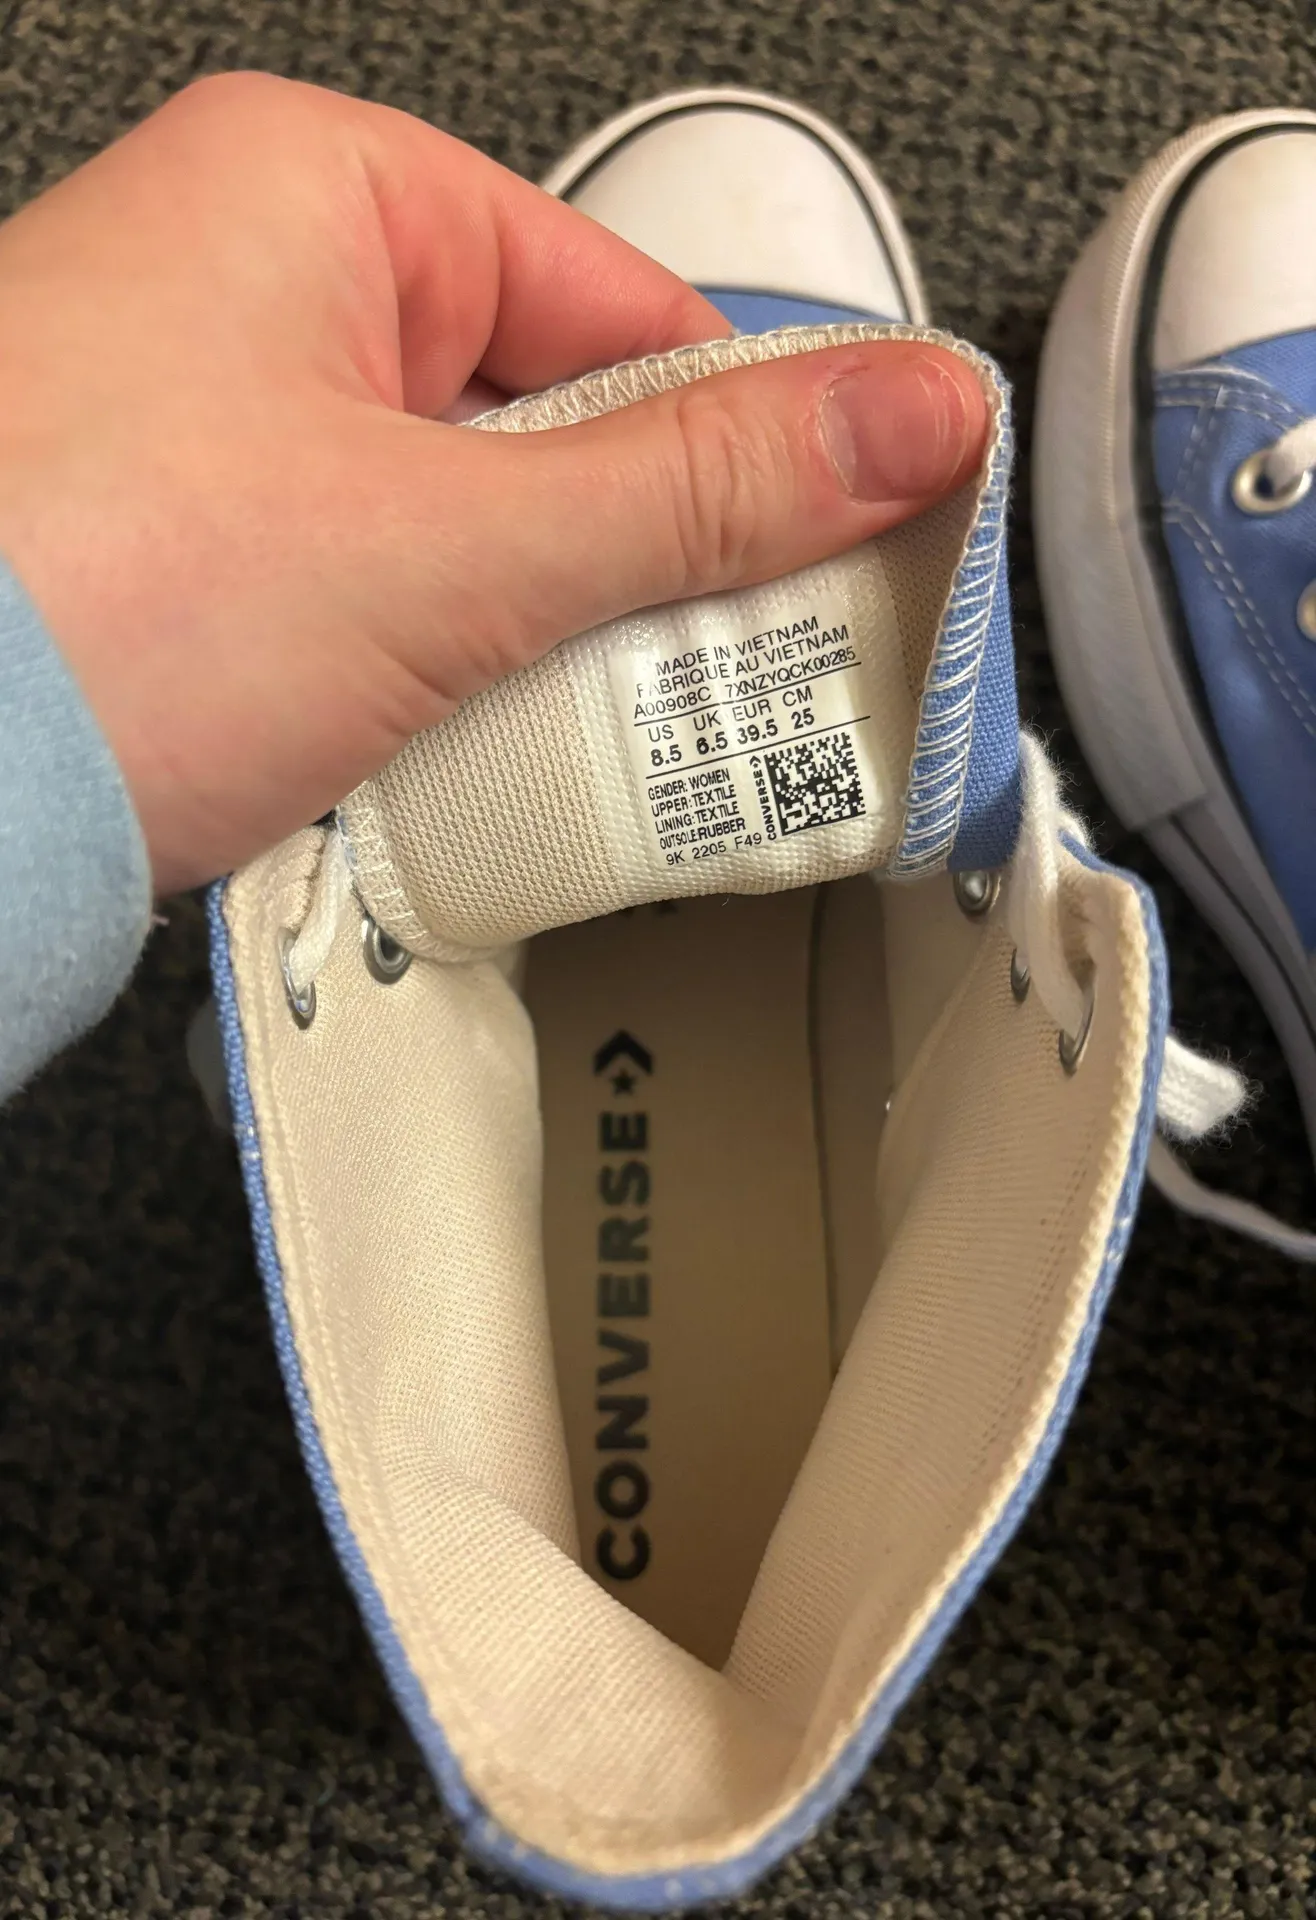 MADE IN VIETNAM
FABRIQUE AU VIETNAM
A00908C 7XNZYQCK00285
US UK EUR CM
8.5 6.5 39.5 25
GENDER: WOMEN
UPPER: TEXTILE
LINING: TEXTILE
OUTSOLE: RUBBER
9K 2205 F49
CONVERSE
CONVERSE